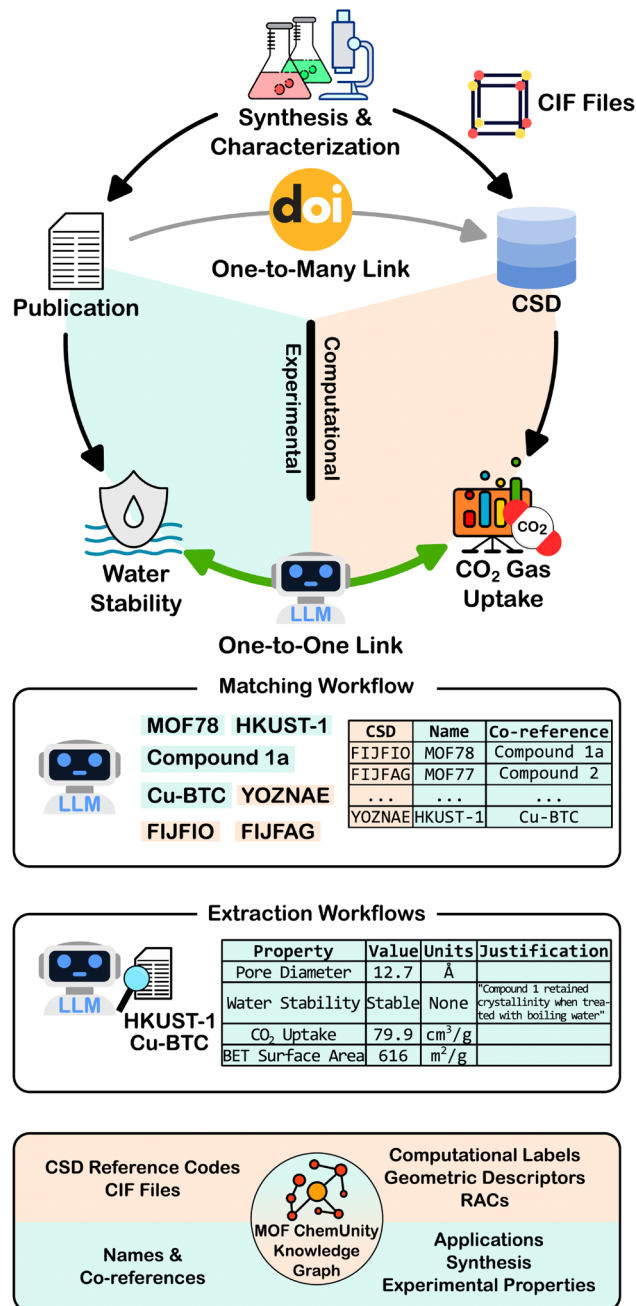 Synthesis &
Characterization
CIF Files
doi
One-to-Many Link
Publication
CSD
Experimental
Computational
Water
Stability
CO₂
CO₂ Gas
Uptake
LLM
One-to-One Link
Matching Workflow
MOF78 HKUST-1
Compound 1a
Cu-BTC YOZNAE
FIJFIO FIJFAG
LLM
CSD Name Co-reference
FIJFIO MOF78 Compound 1a
FIJFAG MOF77 Compound 2
... ... ...
YOZNAE HKUST-1 Cu-BTC
Extraction Workflows
LLM
HKUST-1
Cu-BTC
Property Value Units Justification
Pore Diameter 12.7 Å
Water Stability Stable None "Compound 1 retained
crystallinity when trea-
ted with boiling water"
CO₂ Uptake 79.9 cm³/g
BET Surface Area 616 m²/g
CSD Reference Codes
CIF Files
Computational Labels
Geometric Descriptors
RACs
MOF ChemUnity
Knowledge
Graph
Names &
Co-references
Applications
Synthesis
Experimental Properties